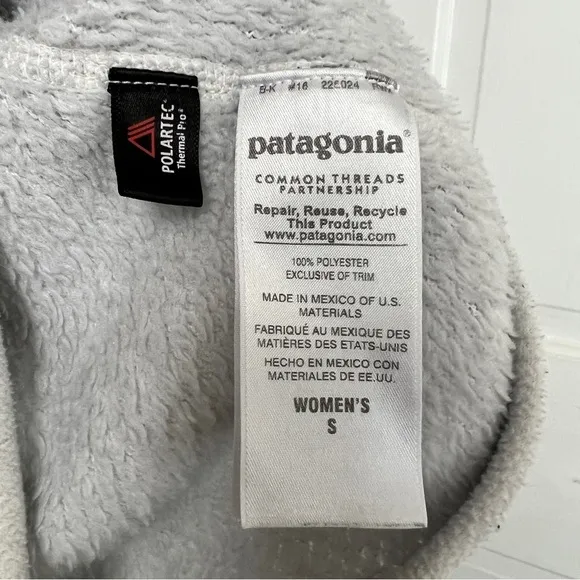 POLARTEC®
Thermal Pro®
B-K #16 225024
patagonia®
COMMON THREADS
PARTNERSHIP
Repair, Reuse, Recycle
This Product
www.patagonia.com
100% POLYESTER
EXCLUSIVE OF TRIM
MADE IN MEXICO OF U.S.
MATERIALS
FABRIQUÉ AU MEXIQUE DES
MATIÈRES DES ETATS-UNIS
HECHO EN MEXICO CON
MATERIALES DE EE.UU.
WOMEN'S
S